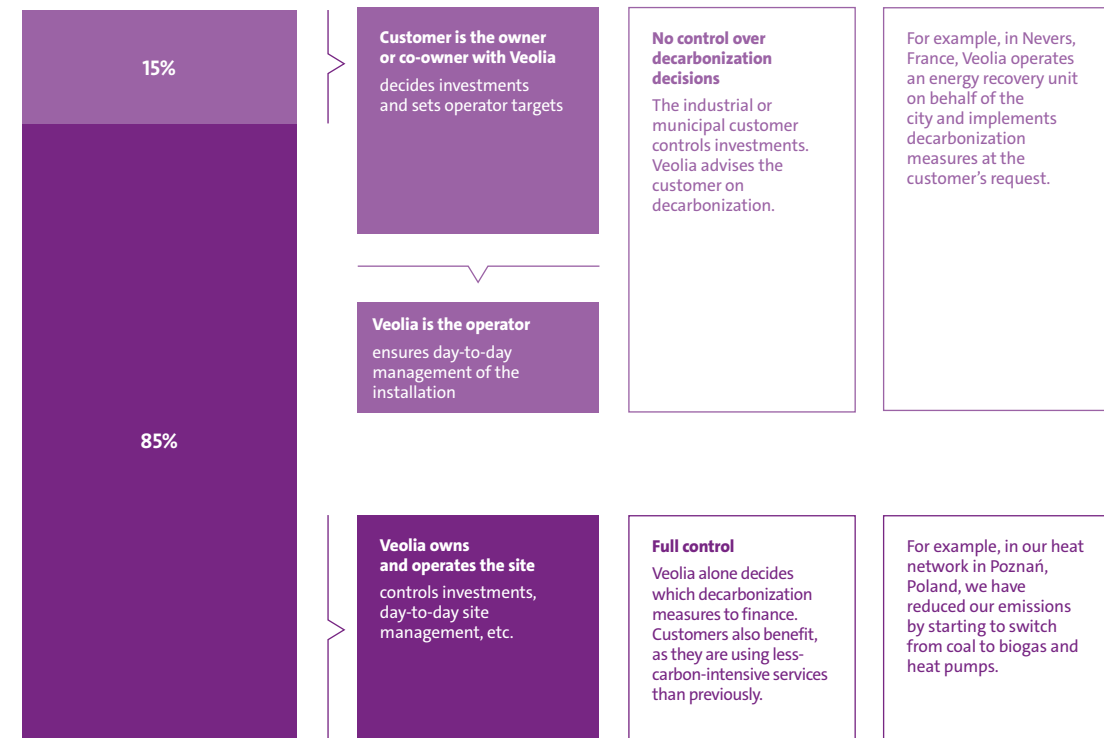 15%
Customer is the owner
or co-owner with Veolia
decides investments
and sets operator targets
No control over
decarbonization
decisions
The industrial or
municipal customer
controls investments.
Veolia advises the
customer on
decarbonization.
For example, in Nevers,
France, Veolia operates
an energy recovery unit
on behalf of the
city and implements
decarbonization
measures at the
customer’s request.
Veolia is the operator
ensures day-to-day
management of the
installation
85%
Veolia owns
and operates the site
controls investments,
day-to-day site
management, etc.
Full control
Veolia alone decides
which decarbonization
measures to finance.
Customers also benefit,
as they are using less-
carbon-intensive services
than previously.
For example, in our heat
network in Poznań,
Poland, we have
reduced our emissions
by starting to switch
from coal to biogas and
heat pumps.